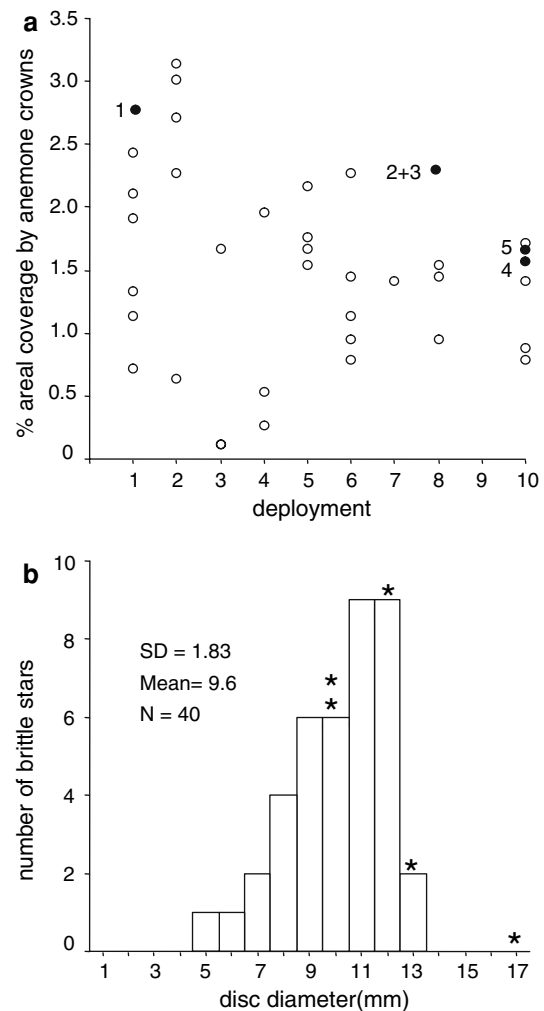 a
% areal coverage by anemone crowns
3.5
3.0
2.5
2.0
1.5
1.0
0.5
0
1
2+3
5
4
1 2 3 4 5 6 7 8 9 10
deployment
b
number of brittle stars
10
8
6
4
2
0
SD = 1.83
Mean= 9.6
N = 40
*
*
*
*
*
1 3 5 7 9 11 13 15 17
disc diameter(mm)